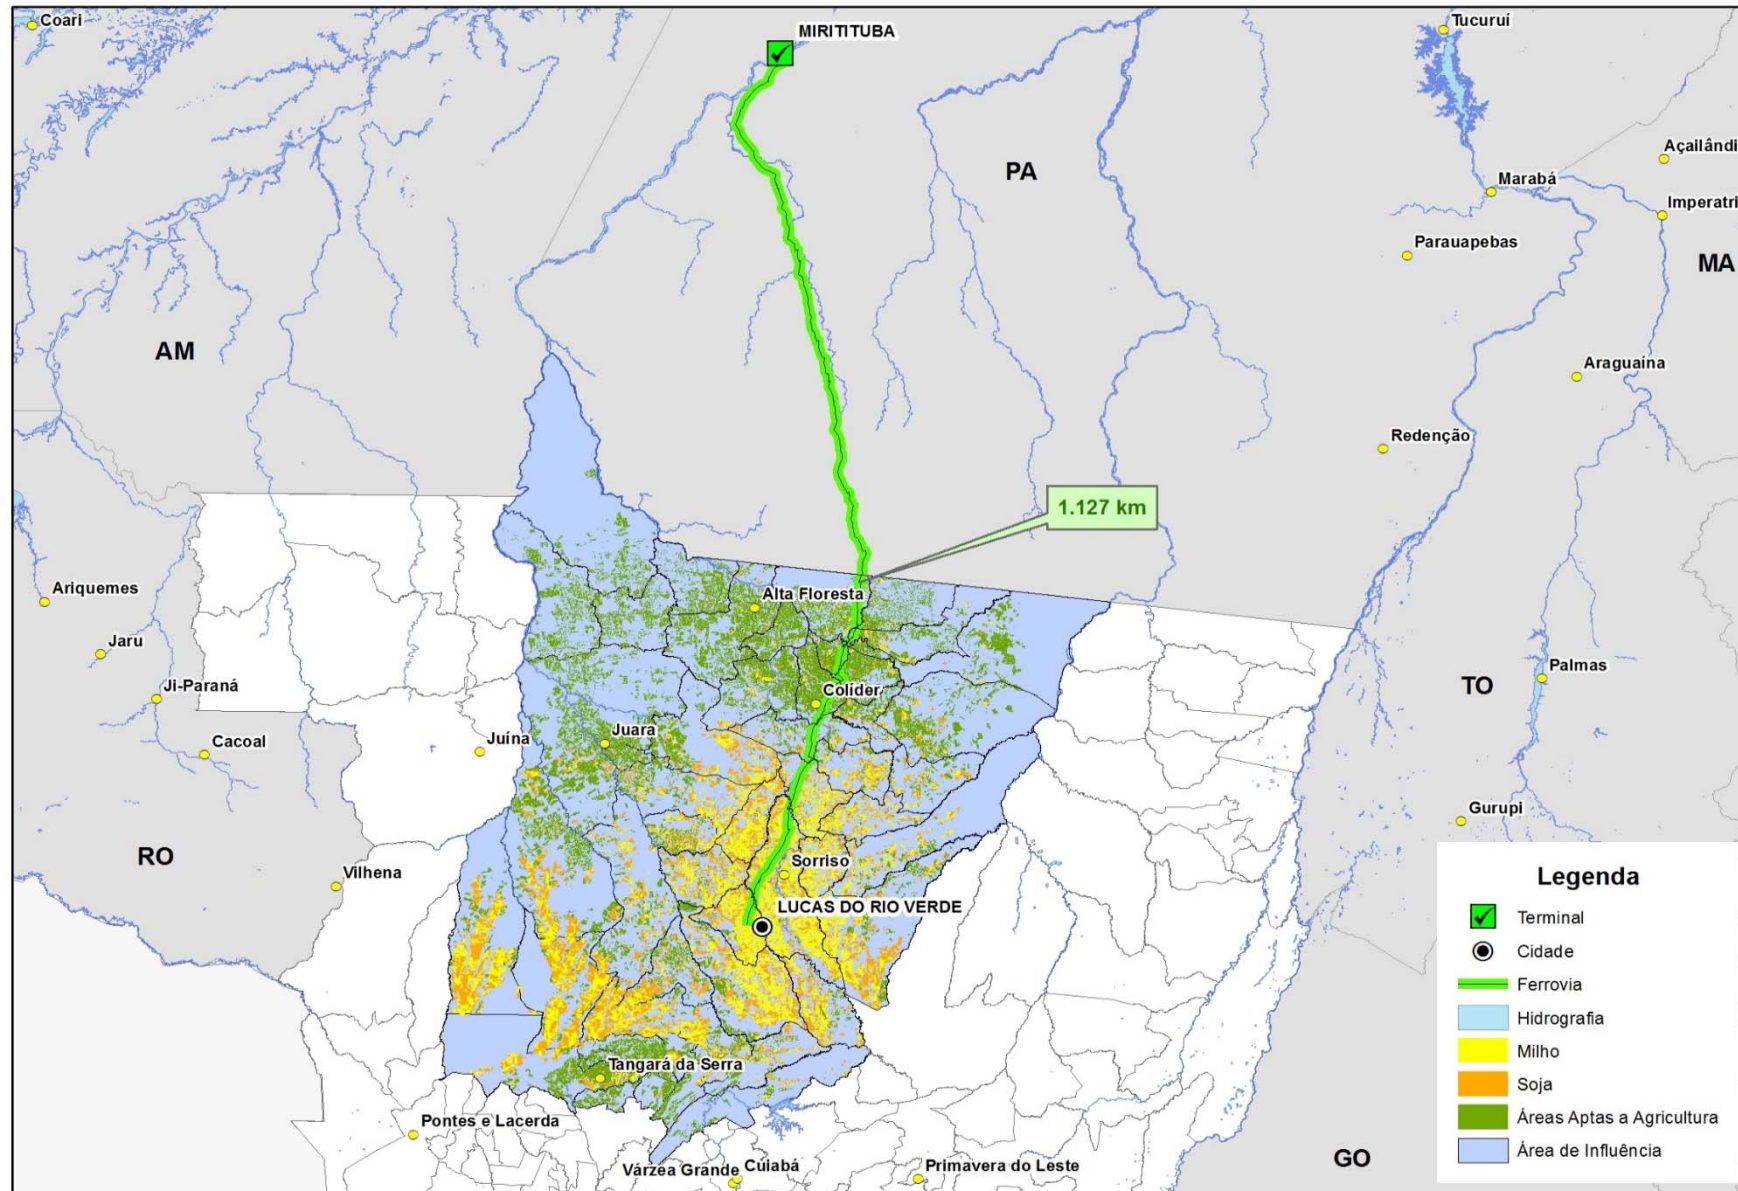 Coari
MIRITITUBA
Tucuruí
Açailândi
PA
Marabá
Imperatri
Parauapebas
MA
AM
Araguaína
Redenção
1.127 km
Ariquemes
Alta Floresta
Jaru
Palmas
Ji-Paraná
Colíder
TO
Juara
Juína
Cacoal
Gurupi
RO
Sorriso
Vilhena
LUCAS DO RIO VERDE
Tangará da Serra
Pontes e Lacerda
Várzea Grande
Cuiabá
Primavera do Leste
GO
Legenda
Terminal
Cidade
Ferrovia
Hidrografia
Milho
Soja
Áreas Aptas a Agricultura
Área de Influência